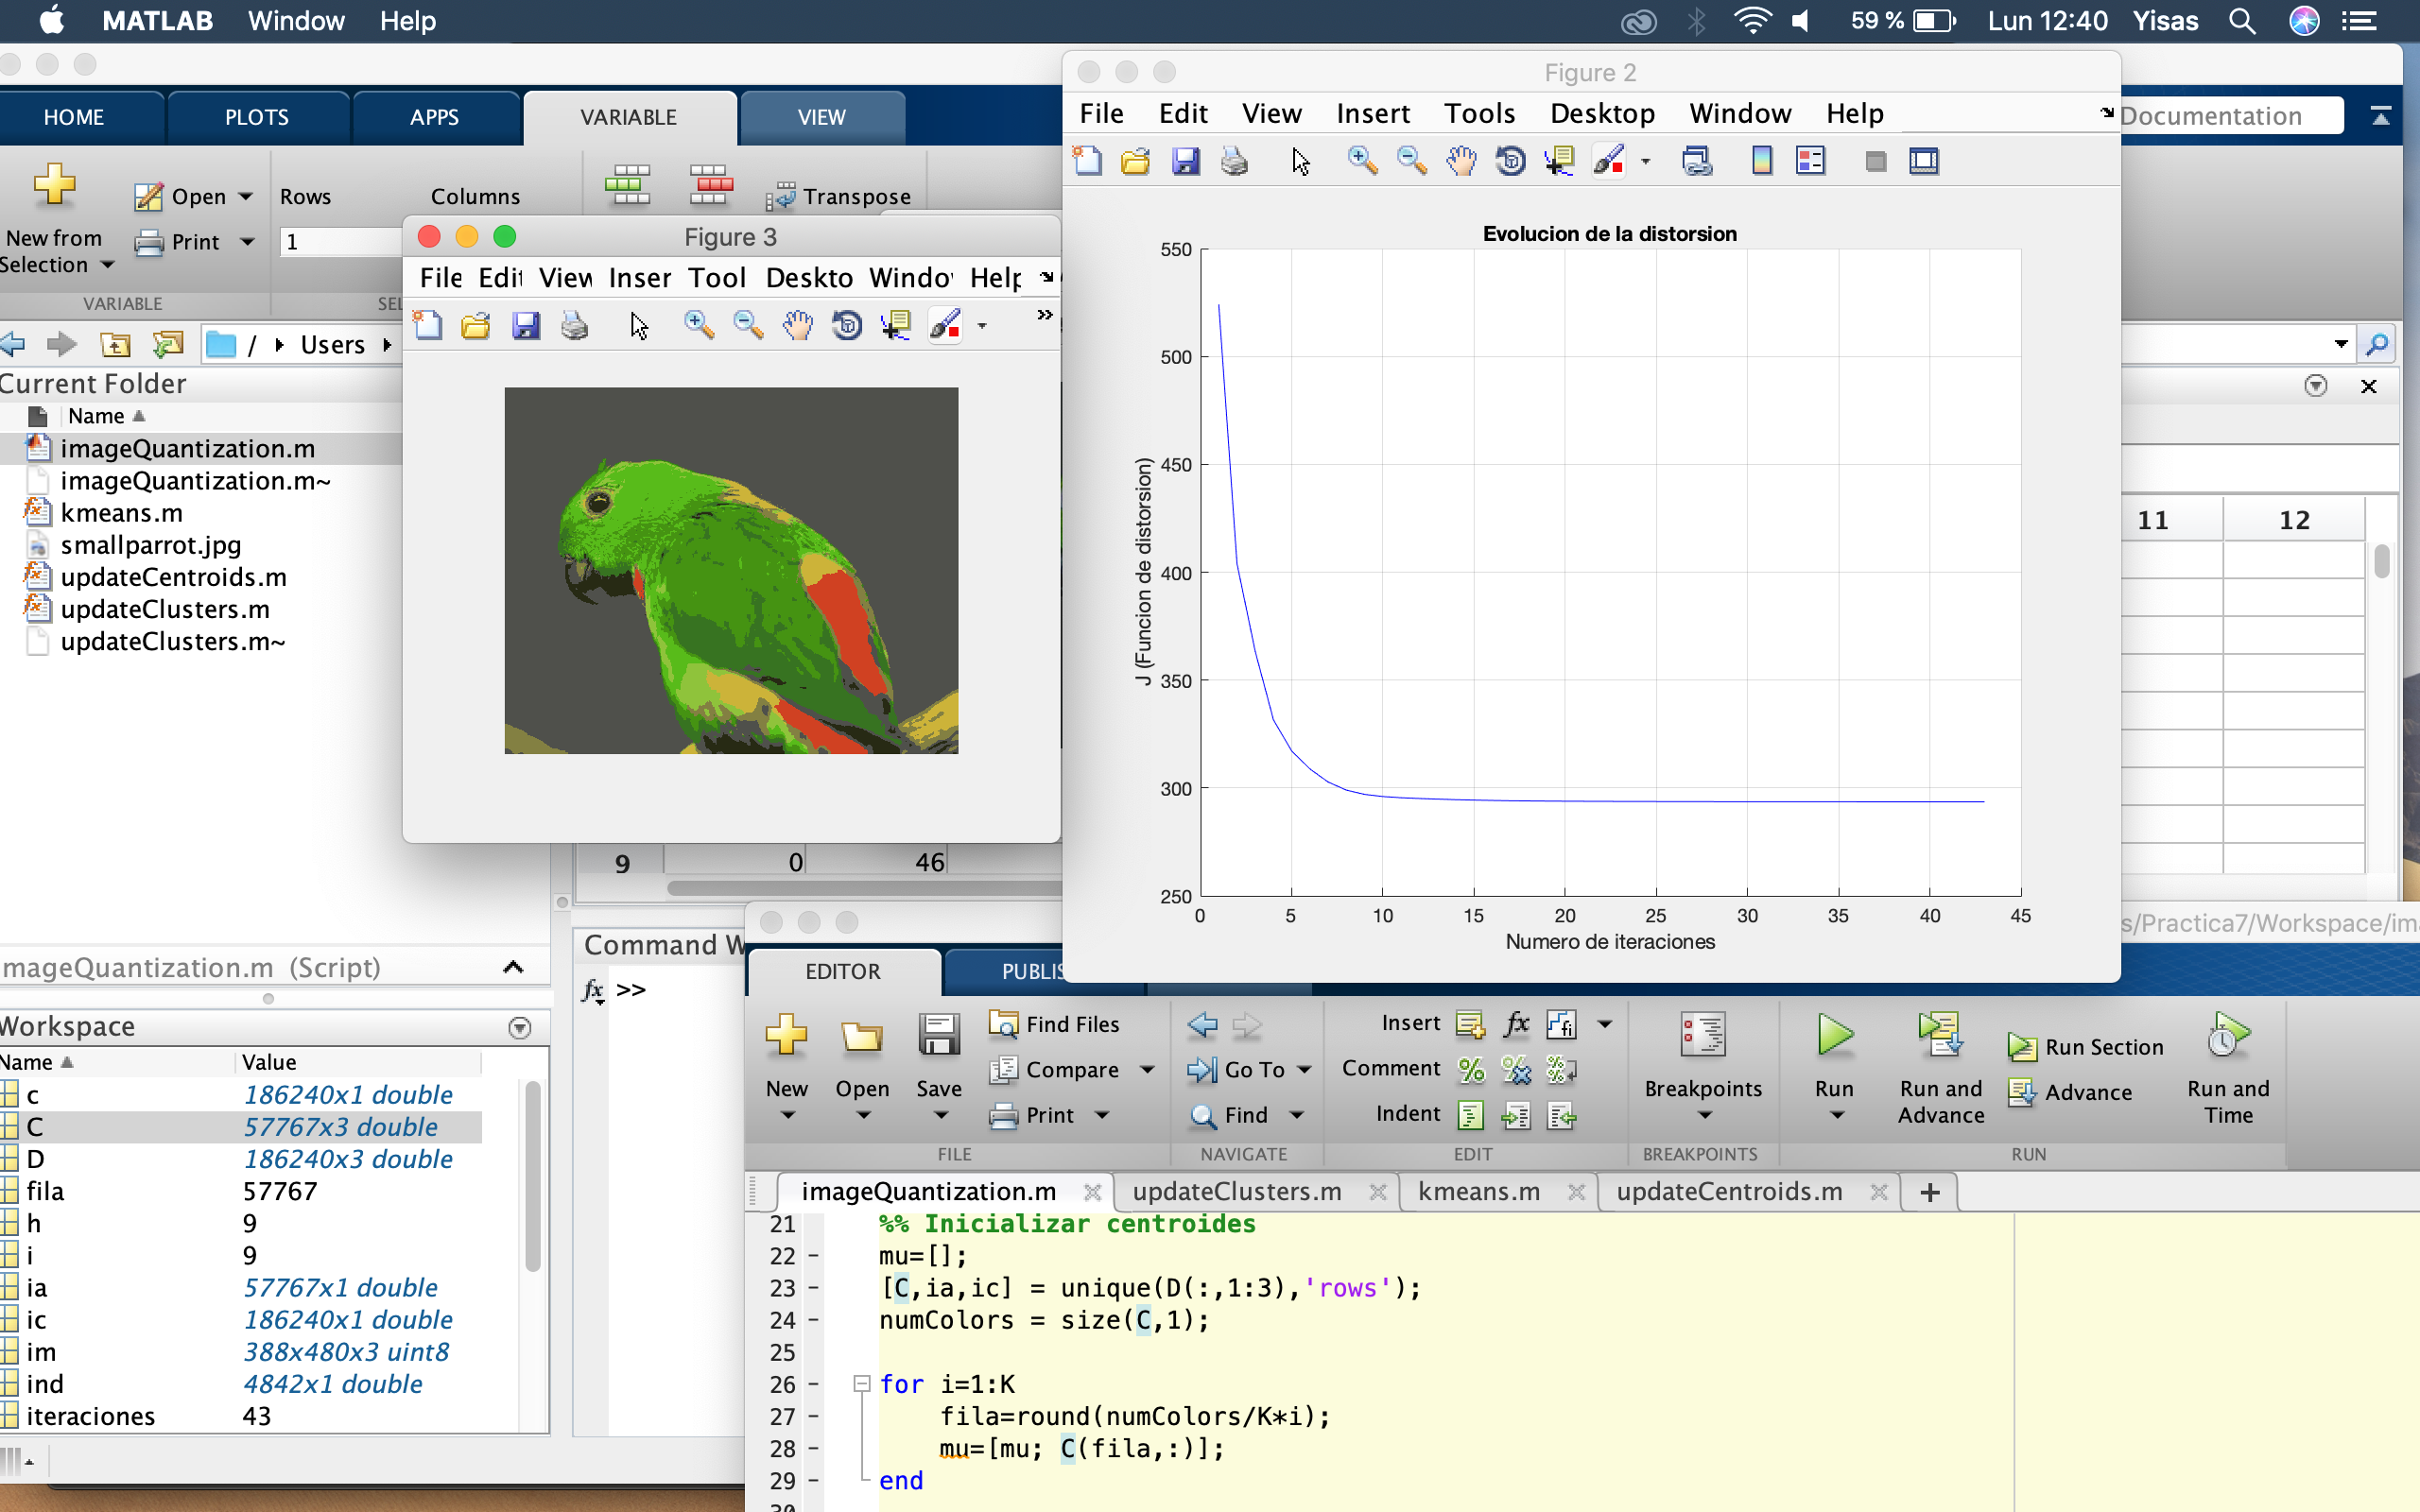 MATLAB Window Help
59 % Lun 12:40 Yisas
HOME PLOTS APPS VARIABLE VIEW
Documentation
New from
Selection
Open
Print
Rows Columns
1
Transpose
VARIABLE
SEL
/ Users
Current Folder
Name
imageQuantization.m
imageQuantization.m~
kmeans.m
smallparrot.jpg
updateCentroids.m
updateClusters.m
updateClusters.m~
mageQuantization.m (Script)
Workspace
Name Value
c 186240x1 double
C 57767x3 double
D 186240x3 double
fila 57767
h 9
i 9
ia 57767x1 double
ic 186240x1 double
im 388x480x3 uint8
ind 4842x1 double
iteraciones 43
Figure 3
File Edit View Inser Tool Deskto Windo Help
9 0 46
11 12
Command W
fx >>
Figure 2
File Edit View Insert Tools Desktop Window Help
Evolucion de la distorsion
J (Funcion de distorsion)
550
500
450
400
350
300
250
0 5 10 15 20 25 30 35 40 45
Numero de iteraciones
s/Practica7/Workspace/im
EDITOR PUBLIS
New
Open
Save
Find Files
Compare
Print
FILE
Go To
Find
NAVIGATE
Insert fx fi
Comment
Indent
EDIT
Breakpoints
BREAKPOINTS
Run
Run and
Advance
Run Section
Advance
Run and
Time
RUN
imageQuantization.m updateClusters.m kmeans.m updateCentroids.m +
21 %% Inicializar centroides
22 - mu=[];
23 - [C,ia,ic] = unique(D(:,1:3),'rows');
24 - numColors = size(C,1);
25
26 - for i=1:K
27 - fila=round(numColors/K*i);
28 - mu=[mu; C(fila,:)];
29 - end
30